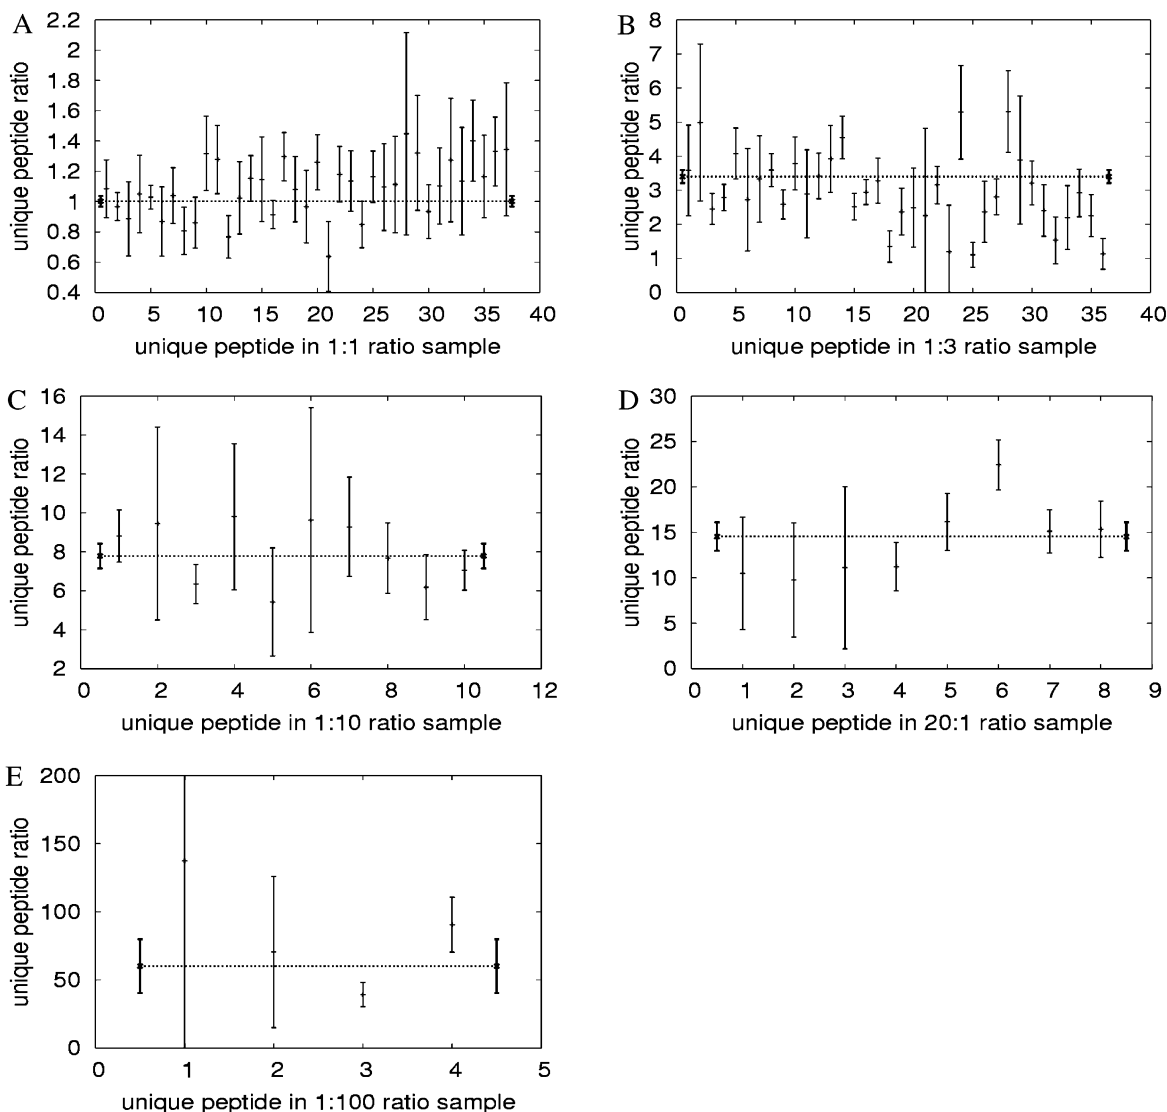 A
unique peptide ratio
2.2
2
1.8
1.6
1.4
1.2
1
0.8
0.6
0.4
0 5 10 15 20 25 30 35 40
unique peptide in 1:1 ratio sample
B
unique peptide ratio
8
7
6
5
4
3
2
1
0
0 5 10 15 20 25 30 35 40
unique peptide in 1:3 ratio sample
C
unique peptide ratio
16
14
12
10
8
6
4
2
0 2 4 6 8 10 12
unique peptide in 1:10 ratio sample
D
unique peptide ratio
30
25
20
15
10
5
0
0 1 2 3 4 5 6 7 8 9
unique peptide in 20:1 ratio sample
E
unique peptide ratio
200
150
100
50
0
0 1 2 3 4 5
unique peptide in 1:100 ratio sample